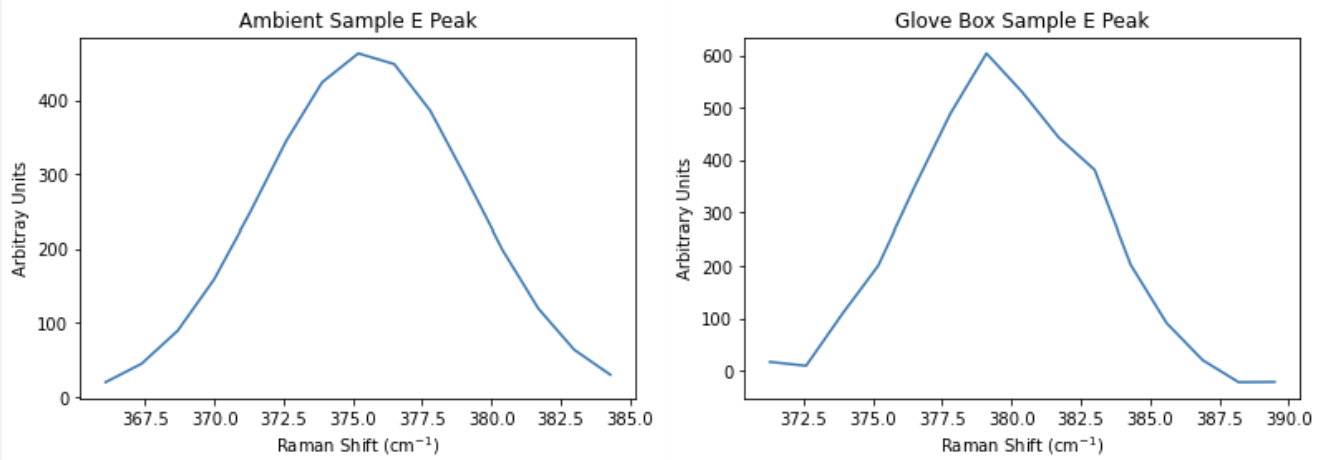 Ambient Sample E Peak
Arbitray Units
400
300
200
100
0
367.5 370.0 372.5 375.0 377.5 380.0 382.5 385.0
Raman Shift (cm⁻¹)
Glove Box Sample E Peak
Arbitrary Units
600
500
400
300
200
100
0
372.5 375.0 377.5 380.0 382.5 385.0 387.5 390.0
Raman Shift (cm⁻¹)